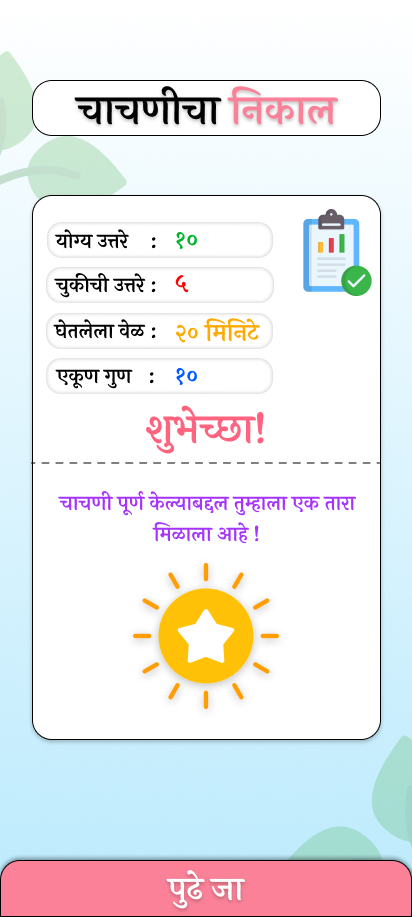 चाचणीचा निकाल
योग्य उत्तरे : १०
चुकीची उत्तरे : ५
घेतलेला वेळ : २० मिनिटे
एकूण गुण : १०
शुभेच्छा!
चाचणी पूर्ण केल्याबद्दल तुम्हाला एक तारा
मिळाला आहे !
पुढे जा